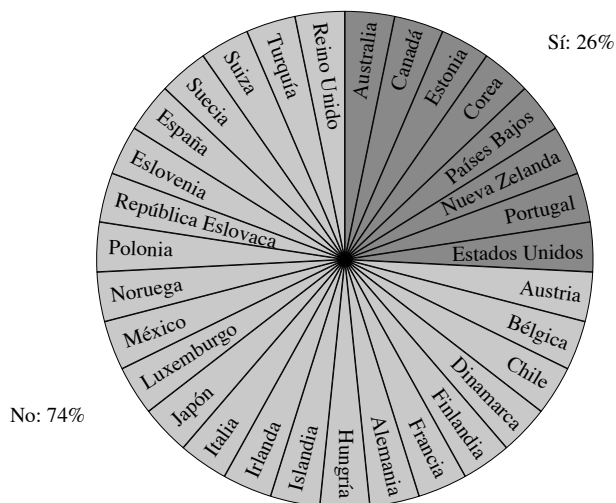 Sí: 26%
Australia
Canadá
Estonia
Corea
Países Bajos
Nueva Zelanda
Portugal
Estados Unidos
Austria
Bélgica
Chile
Dinamarca
Finlandia
Francia
Alemania
Hungría
Islandia
Irlanda
Italia
Japón
Luxemburgo
México
Noruega
Polonia
República Eslovaca
Eslovenia
España
Suecia
Suiza
Turquía
Reino Unido
No: 74%